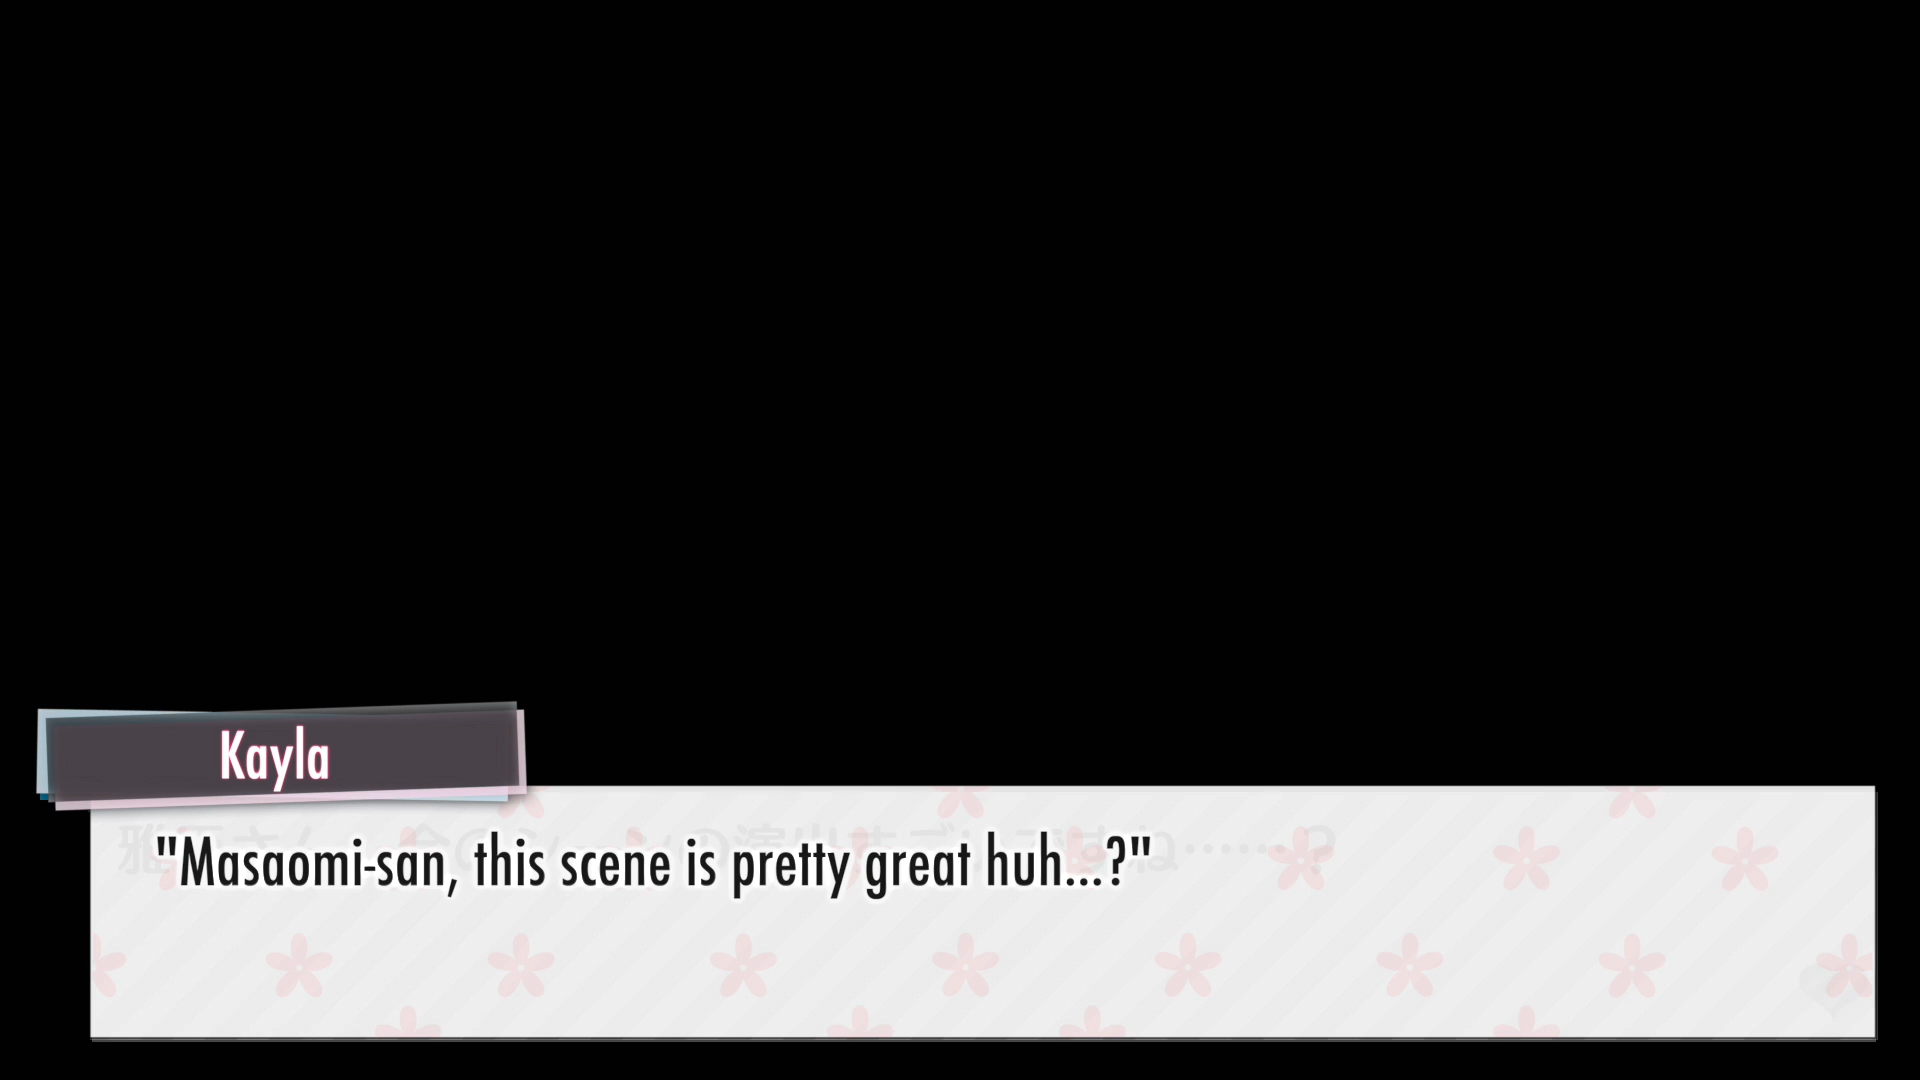 Kayla
"Masaomi-san, this scene is pretty great huh...?"